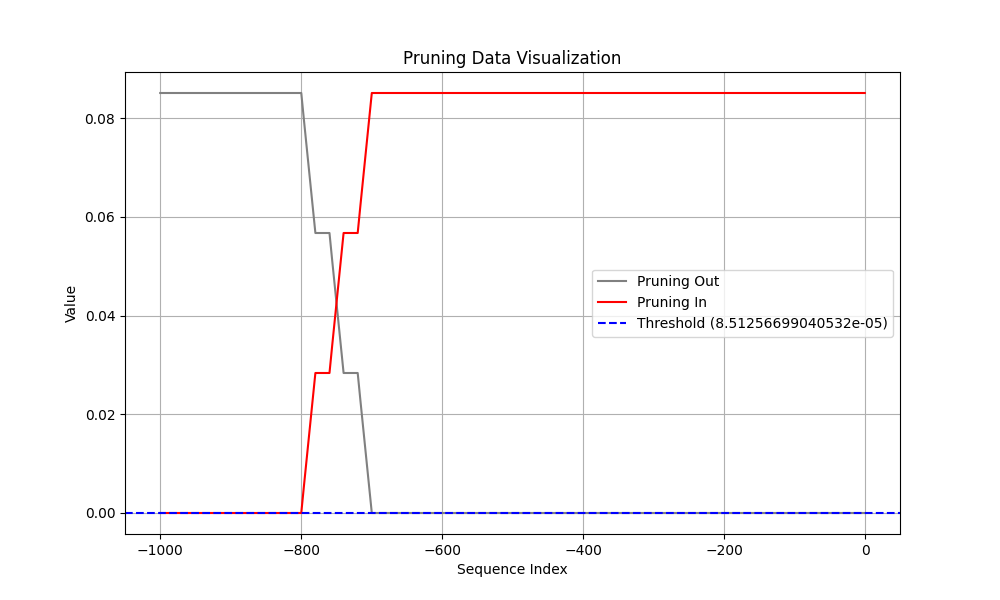 Pruning Data Visualization
0.08
0.06
0.04
0.02
0.00
Value
Pruning Out
Pruning In
Threshold (8.51256699040532e-05)
−1000
−800
−600
−400
−200
0
Sequence Index